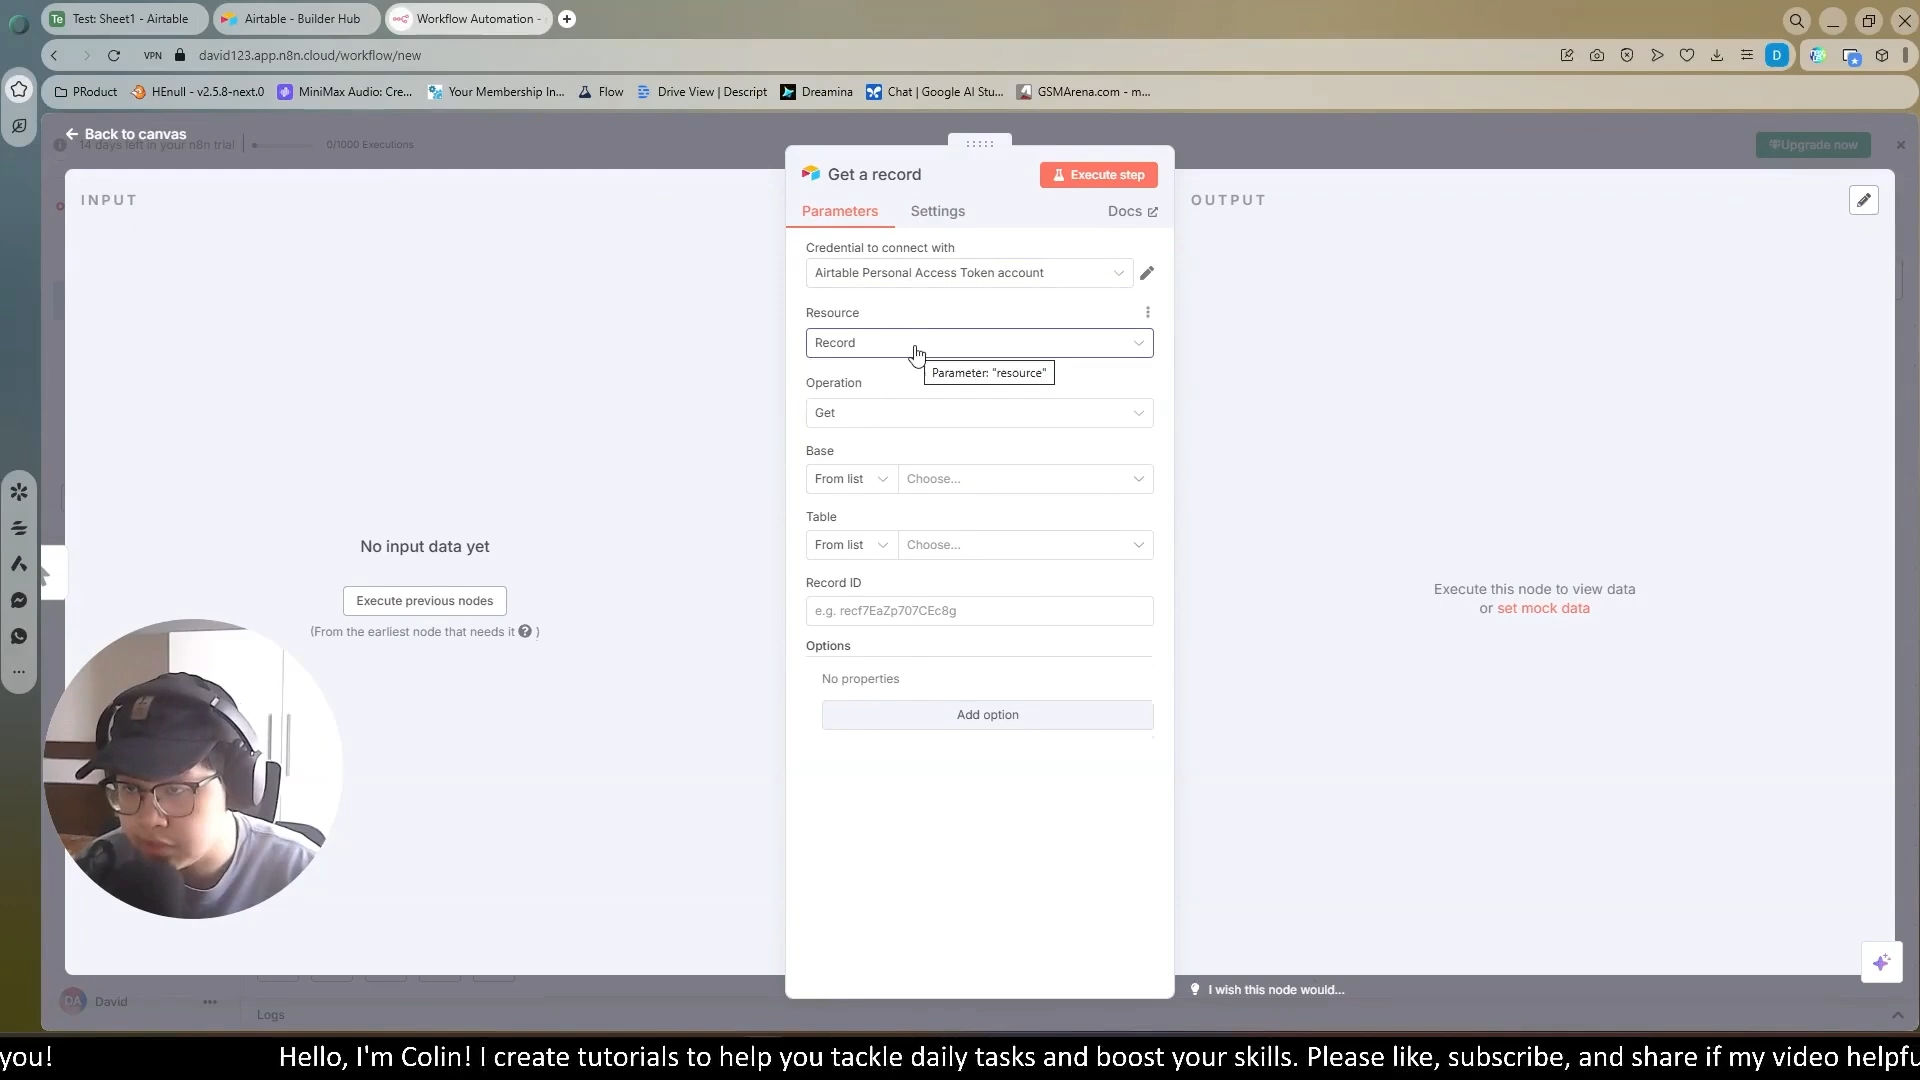 Test: Sheet1 - Airtable
Airtable - Builder Hub
Workflow Automation -
VPN
david123.app.n8n.cloud/workflow/new
D
PRoduct
HEnull - v2.5.8-next.0
MiniMax Audio: Cre...
Your Membership In...
Flow
Drive View | Descript
Dreamina
Chat | Google AI Stu...
GSMArena.com - m...
Back to canvas
14 days left in your n8n trial
0/1000 Executions
Upgrade now
Get a record
Execute step
INPUT
OUTPUT
Parameters
Settings
Docs
Credential to connect with
Airtable Personal Access Token account
Resource
Record
Parameter: "resource"
Operation
Get
Base
From list
Choose...
Table
From list
Choose...
Record ID
e.g. recf7EaZp707CEc8g
Options
No properties
Add option
No input data yet
Execute previous nodes
(From the earliest node that needs it ? )
Execute this node to view data
or set mock data
I wish this node would...
DA
David
Logs
you!
Hello, I'm Colin! I create tutorials to help you tackle daily tasks and boost your skills. Please like, subscribe, and share if my video helpfu